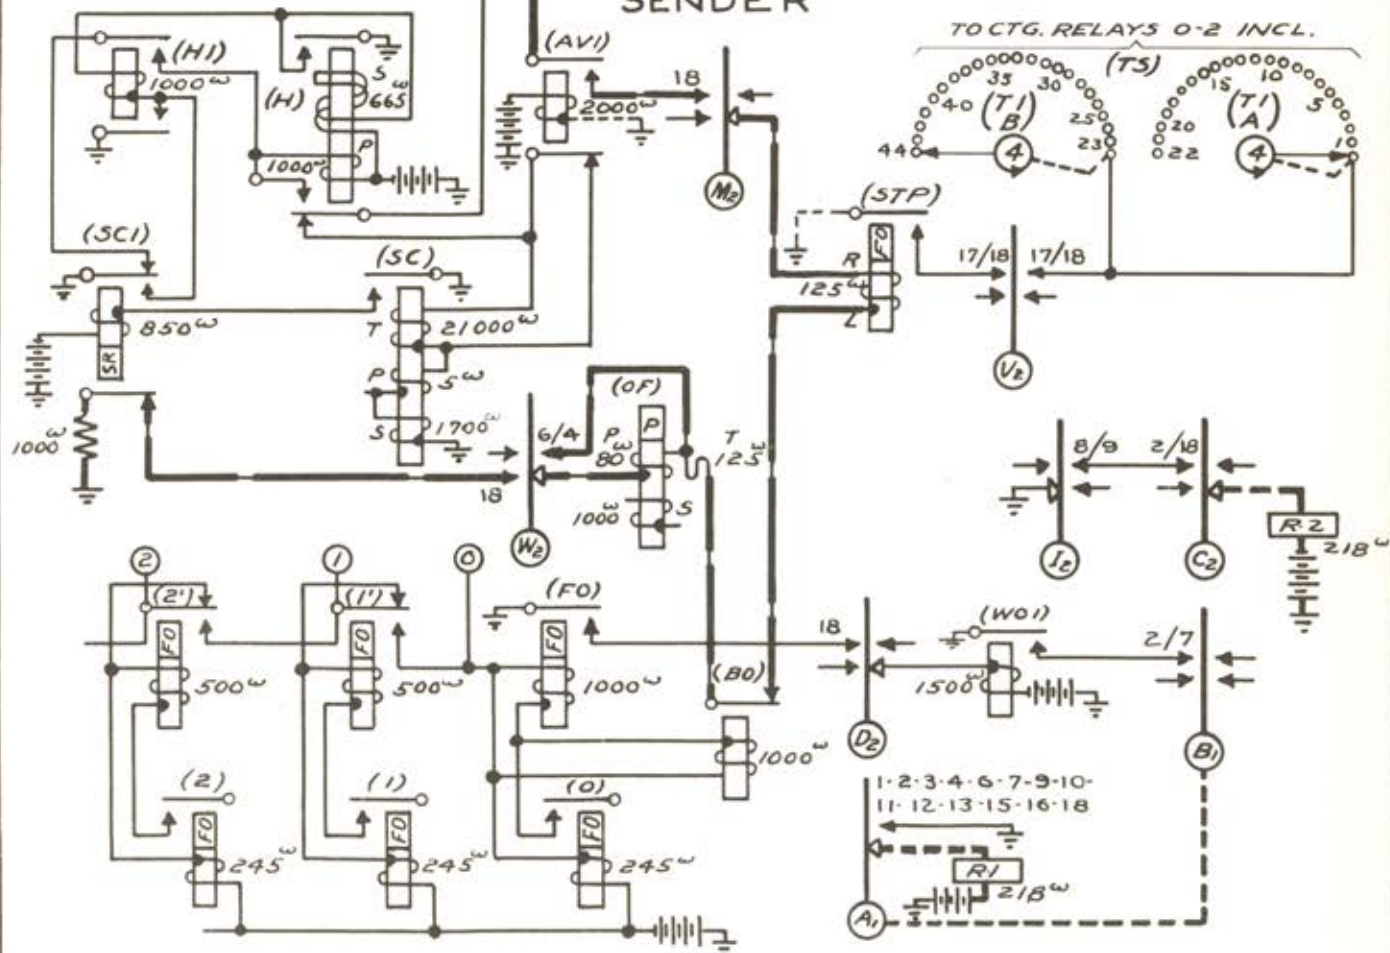 SENDER
TO CTG. RELAYS 0-2 INCL.
(TS)
(H1)
1000ω
(H)
S
665ω
P
1000ω
(AV1)
2000ω
18
M2
35
30
40
(T1 B)
25
4
23
44
15
10
5
(T1 A)
20
4
1
22
(STP)
FO
R
125ω
L
17/18
17/18
V2
(SC1)
850ω
SR
1000ω
(SC)
T
21000ω
P
5ω
S
1700ω
6/4
18
W2
(OF)
P
P
80ω
1000ω
S
T
125ω
8/9
2/18
I2
C2
R-2
218ω
2
1
0
(2')
(1')
(FO)
FO
500ω
FO
500ω
FO
1000ω
(BO)
1000ω
18
D2
(WO1)
1500ω
2/7
B1
(2)
(1)
(0)
FO
245ω
FO
245ω
FO
245ω
1-2-3-4-6-7-9-10-
11-12-13-15-16-18
R1
218ω
A1